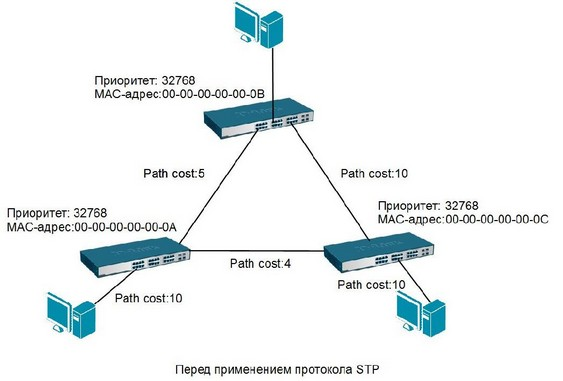 Приоритет: 32768
MAC-адрес:00-00-00-00-00-0B
Path cost:5
Path cost:10
Приоритет: 32768
MAC-адрес:00-00-00-00-00-0A
Приоритет: 32768
MAC-адрес:00-00-00-00-00-0C
Path cost:4
Path cost:10
Path cost:10
Перед применением протокола STP